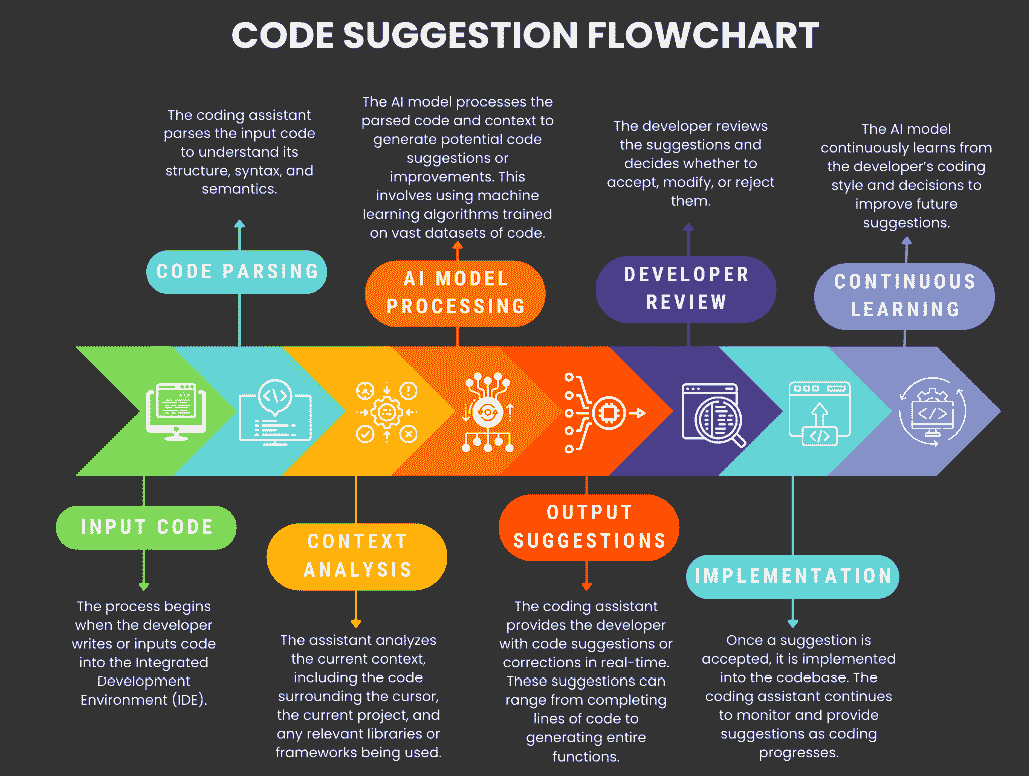 CODE SUGGESTION FLOWCHART
The coding assistant
parses the input code
to understand its
structure, syntax, and
semantics.
CODE PARSING
The AI model processes the
parsed code and context to
generate potential code
suggestions or
improvements. This
involves using machine
learning algorithms trained
on vast datasets of code.
AI MODEL
PROCESSING
The developer reviews
the suggestions and
decides whether to
accept, modify, or reject
them.
DEVELOPER
REVIEW
The AI model
continuously learns from
the developer's coding
style and decisions to
improve future
suggestions.
CONTINUOUS
LEARNING
INPUT CODE
The process begins
when the developer
writes or inputs code
into the Integrated
Development
Environment (IDE).
CONTEXT
ANALYSIS
The assistant analyzes
the current context,
including the code
surrounding the cursor,
the current project, and
any relevant libraries or
frameworks being used.
OUTPUT
SUGGESTIONS
The coding assistant
provides the developer
with code suggestions or
corrections in real-time.
These suggestions can
range from completing
lines of code to
generating entire
functions.
IMPLEMENTATION
Once a suggestion is
accepted, it is implemented
into the codebase. The
coding assistant continues
to monitor and provide
suggestions as coding
progresses.